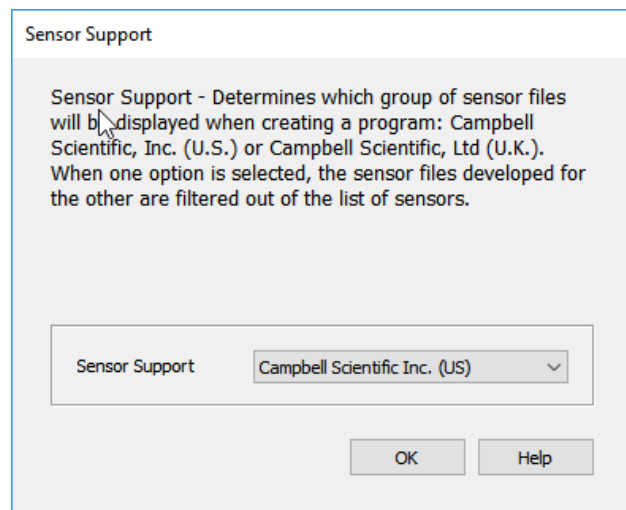 Sensor Support
Sensor Support - Determines which group of sensor files
will be displayed when creating a program: Campbell
Scientific, Inc. (U.S.) or Campbell Scientific, Ltd (U.K.).
When one option is selected, the sensor files developed for
the other are filtered out of the list of sensors.
Sensor Support Campbell Scientific Inc. (US)
OK Help